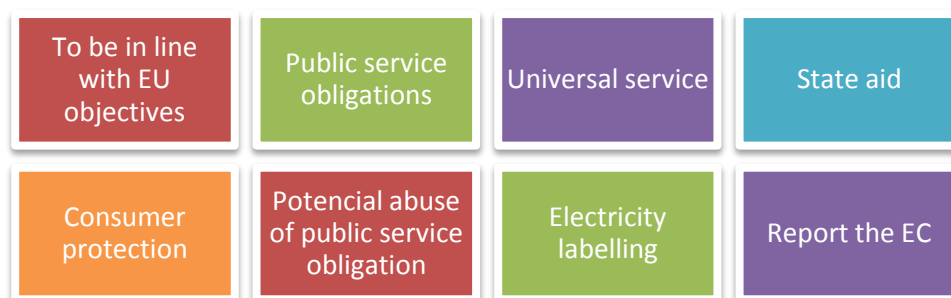 To be in line
with EU
objectives
Public service
obligations
Universal service
State aid
Consumer
protection
Potencial abuse
of public service
obligation
Electricity
labelling
Report the EC